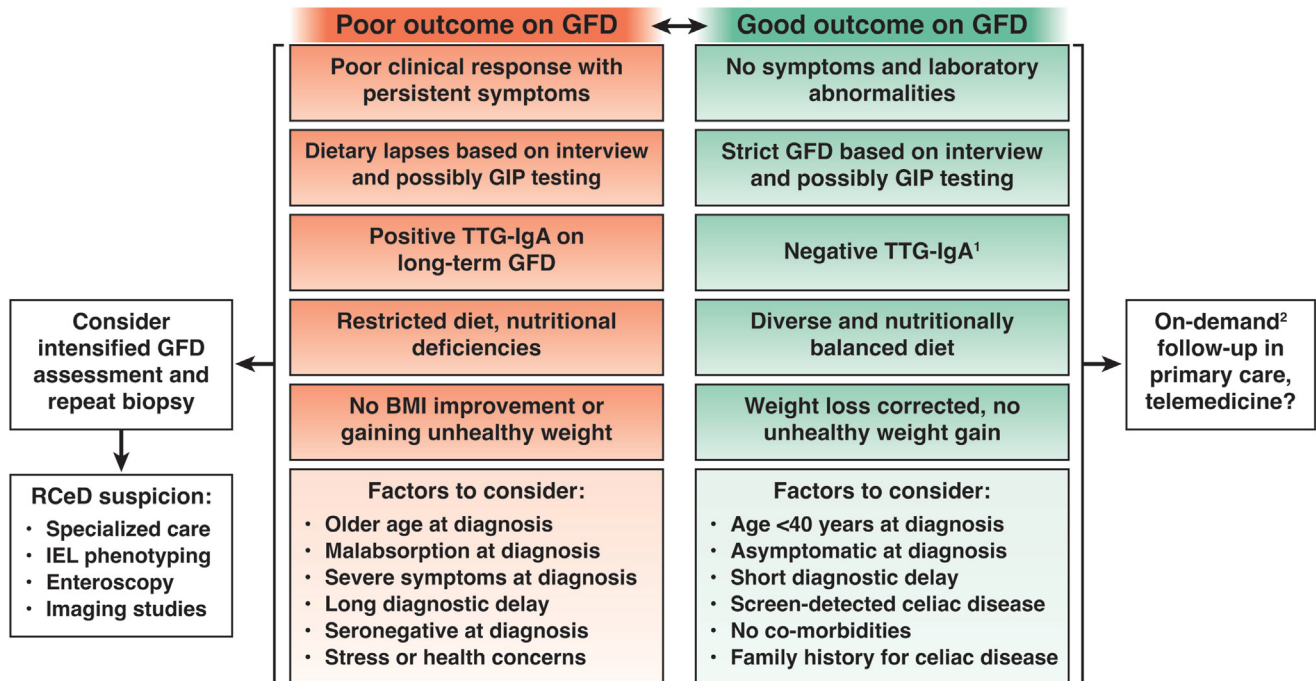 Poor outcome on GFD
Good outcome on GFD
Poor clinical response with
persistent symptoms
No symptoms and laboratory
abnormalities
Dietary lapses based on interview
and possibly GIP testing
Strict GFD based on interview
and possibly GIP testing
Positive TTG-IgA on
long-term GFD
Negative TTG-IgA¹
Restricted diet, nutritional
deficiencies
Diverse and nutritionally
balanced diet
No BMI improvement or
gaining unhealthy weight
Weight loss corrected, no
unhealthy weight gain
Factors to consider:
• Older age at diagnosis
• Malabsorption at diagnosis
• Severe symptoms at diagnosis
• Long diagnostic delay
• Seronegative at diagnosis
• Stress or health concerns
Factors to consider:
• Age <40 years at diagnosis
• Asymptomatic at diagnosis
• Short diagnostic delay
• Screen-detected celiac disease
• No co-morbidities
• Family history for celiac disease
Consider
intensified GFD
assessment and
repeat biopsy
RCeD suspicion:
• Specialized care
• IEL phenotyping
• Enteroscopy
• Imaging studies
On-demand²
follow-up in
primary care,
telemedicine?